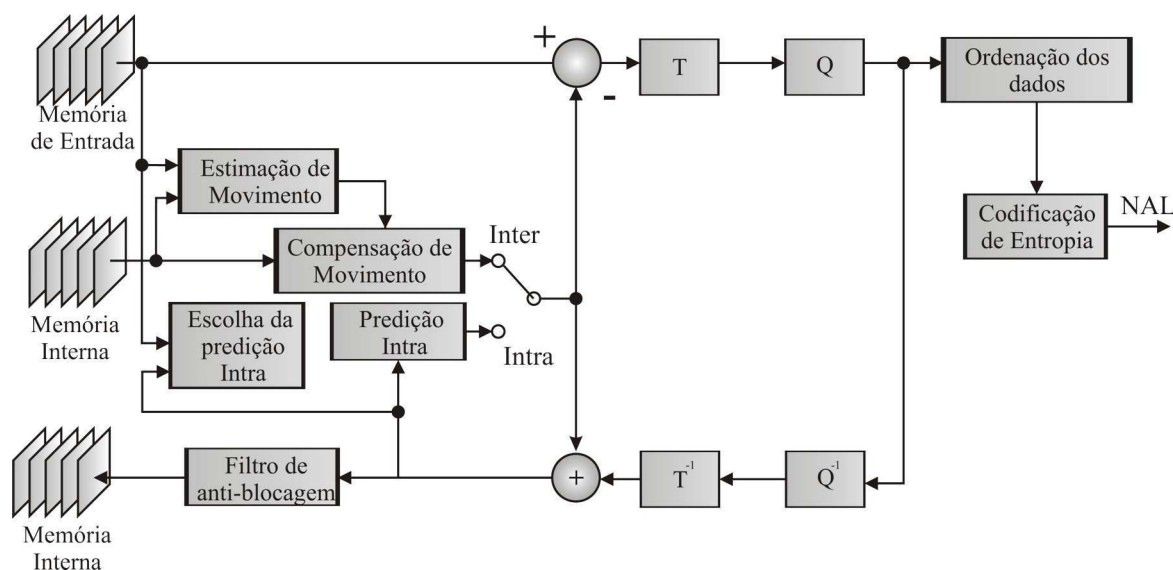 Memória
de Entrada
+
-
T
Q
Ordenação dos
dados
Estimação de
Movimento
Codificação
de Entropia
NAL
Compensação de
Movimento
Inter
Memória
Interna
Escolha da
predição
Intra
Predição
Intra
Intra
Filtro de
anti-blocagem
+
T⁻¹
Q⁻¹
Memória
Interna